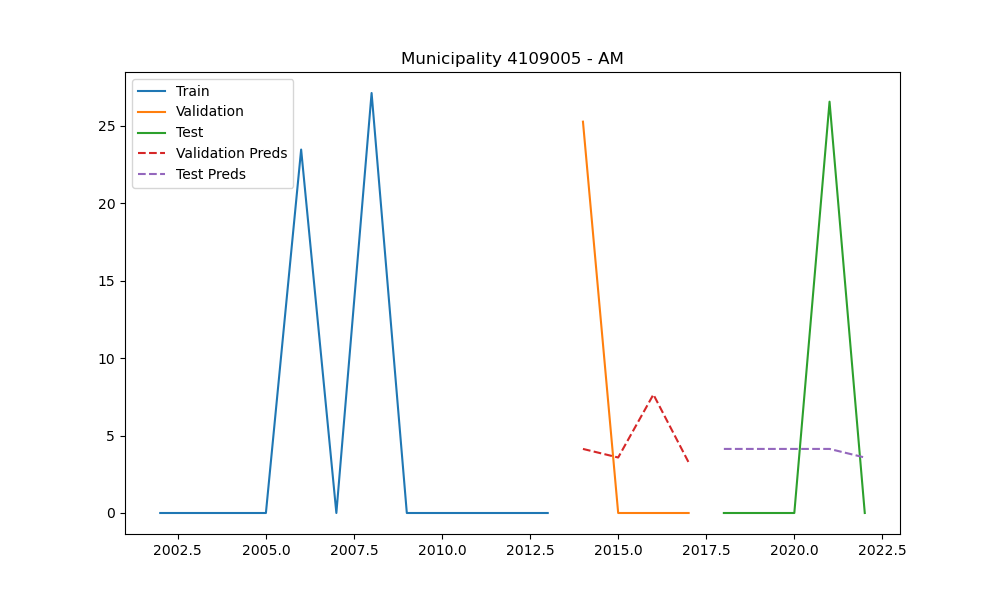 Municipality 4109005 - AM
Train
Validation
Test
Validation Preds
Test Preds
25
20
15
10
5
0
2002.5 2005.0 2007.5 2010.0 2012.5 2015.0 2017.5 2020.0 2022.5